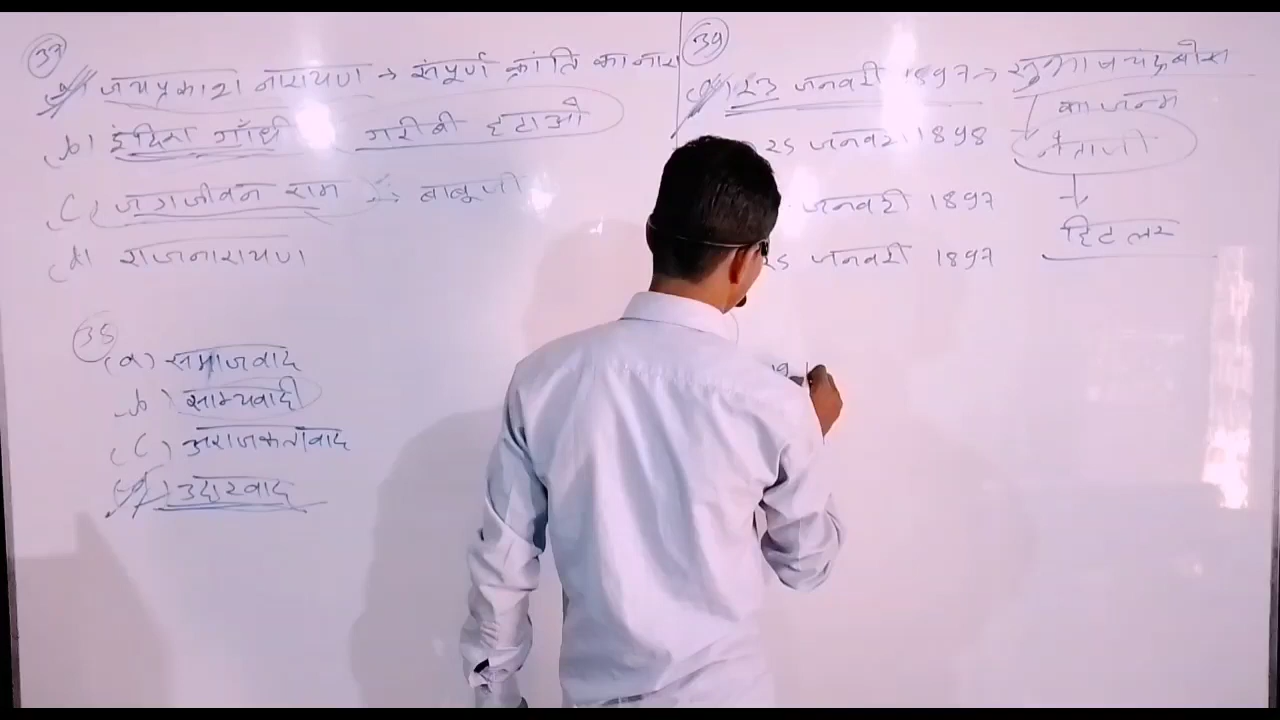 33
(a) जयप्रकाश नारायण → संपूर्ण क्रांति का नारा
(b) इंदिरा गाँधी गरीबी हटाओ
(c) जगजीवन राम बाबूजी
(d) राजनारायण
35
(a) समाजवाद
(b) साम्यवादी
(c) अराजकतावाद
(d) उदारवाद
34
(a) 23 जनवरी 1897 → सुभाषचंद्र बोस
का जन्म
25 जनवरी 1898
नेताजी
जनवरी 1897
हिटलर
25 जनवरी 1897
19